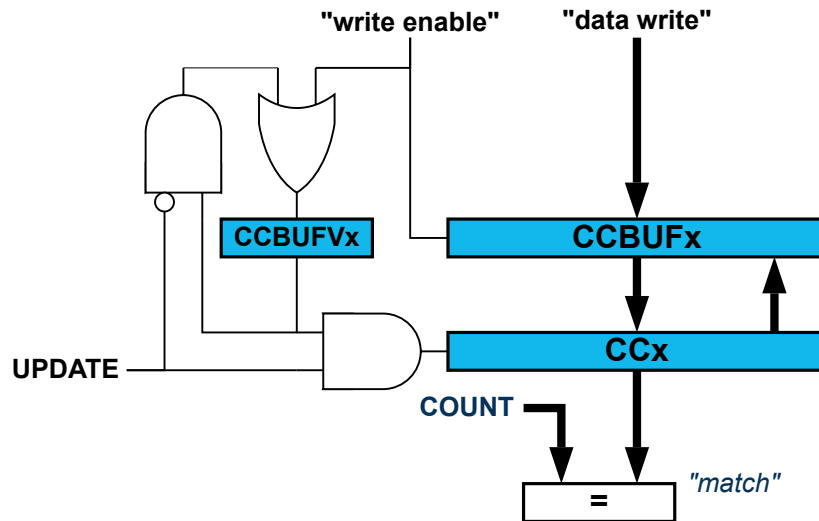 "write enable"
"data write"
CCBUFVx
CCBUFx
UPDATE
CCx
COUNT
=
"match"